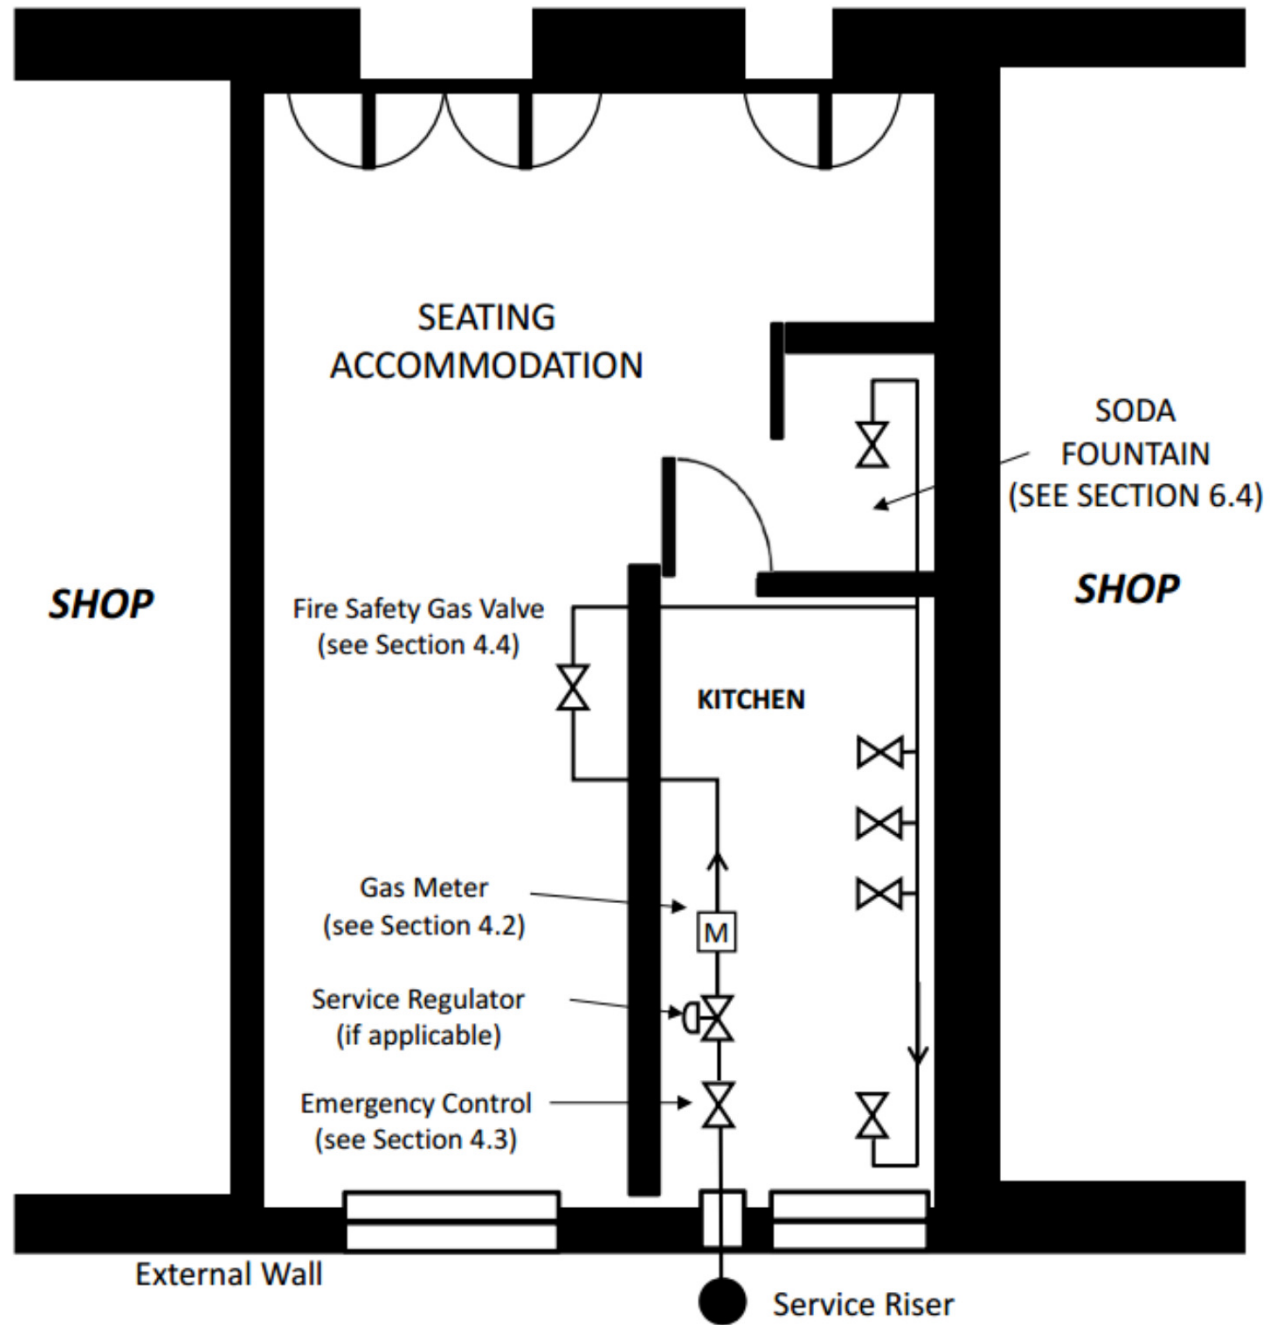 SEATING
ACCOMMODATION
SODA
FOUNTAIN
(SEE SECTION 6.4)
SHOP
SHOP
Fire Safety Gas Valve
(see Section 4.4)
KITCHEN
Gas Meter
(see Section 4.2)
M
Service Regulator
(if applicable)
Emergency Control
(see Section 4.3)
External Wall
Service Riser